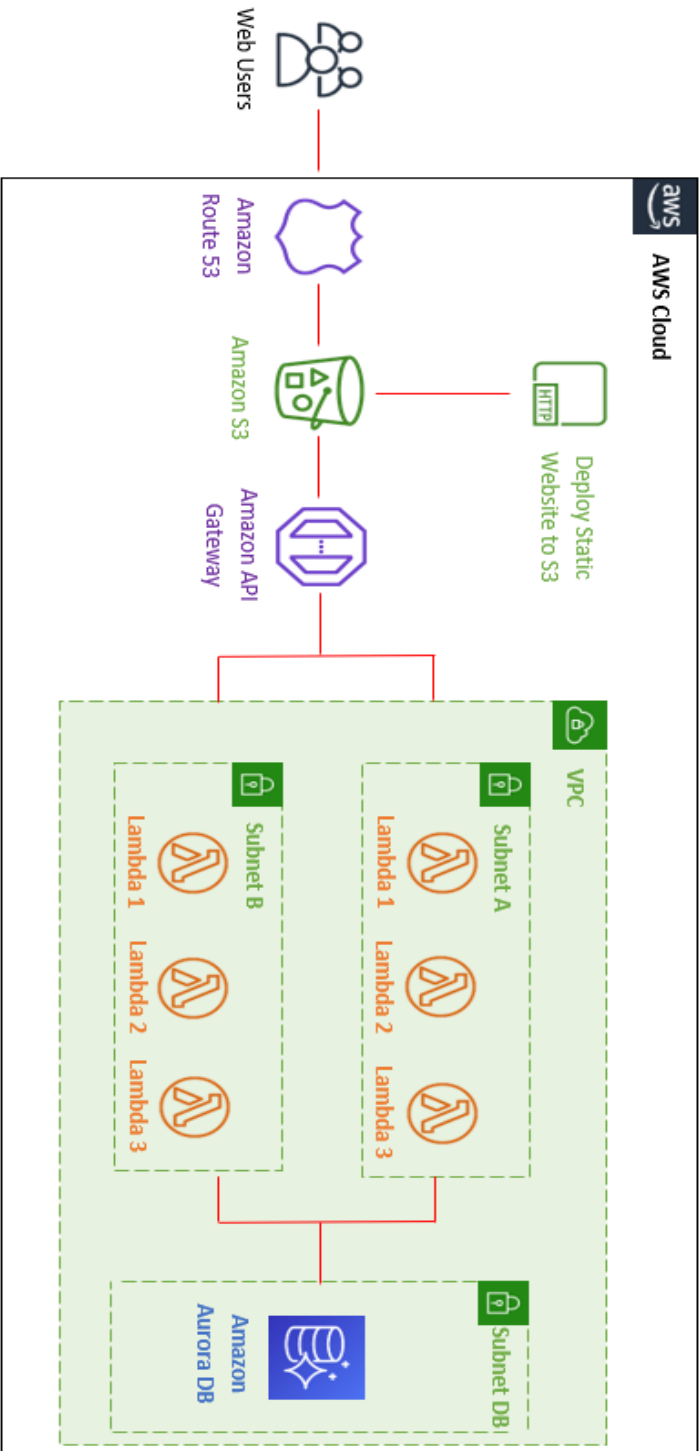 aws
AWS Cloud
Deploy Static
Website to S3
Web Users
Amazon
Route 53
Amazon S3
HTTP
Amazon API
Gateway
VPC
Subnet A
Lambda 1
Lambda 2
Lambda 3
Subnet B
Lambda 1
Lambda 2
Lambda 3
Subnet DB
Amazon
Aurora DB